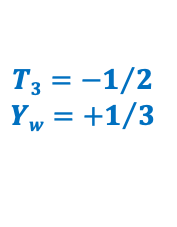 T₃ = −1/2
Y_w = +1/3